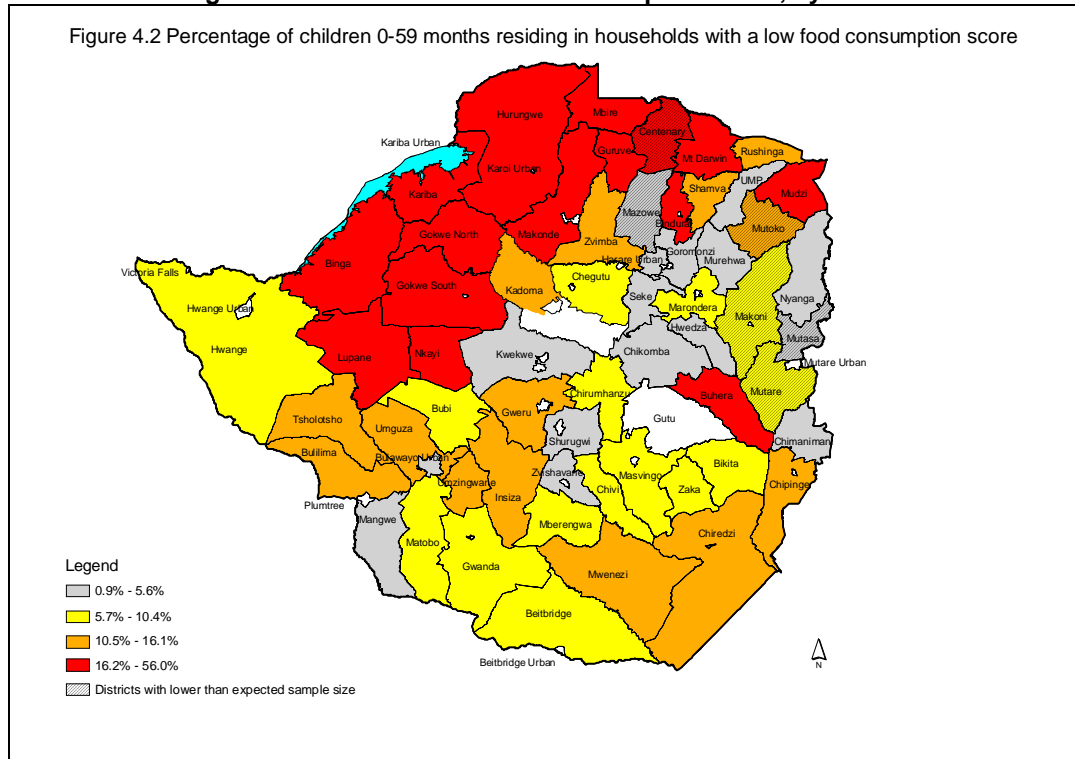 Figure 4.2 Percentage of children 0-59 months residing in households with a low food consumption score
Hurungwe
Mbire
Centenary
Kariba Urban
Guruve
Mt Darwin
Rushinga
Karoi Urban
UMP
Kariba
Shamva
Mudzi
Mazowe
Bindura
Mutoko
Gokwe North
Makonde
Zvimba
Goromonzi
Harare Urban
Murehwa
Binga
Victoria Falls
Chegutu
Gokwe South
Kadoma
Seke
Nyanga
Hwange Urban
Marondera
Makoni
Hwedza
Mutasa
Hwange
Lupane
Nkayi
Kwekwe
Chikomba
Mutare Urban
Chirumhanzu
Buhera
Mutare
Bubi
Gweru
Tsholotsho
Gutu
Umguza
Shurugwi
Chimaniman
Bulilima
Bulawayo Urban
Bikita
Zvishavane
Masvingo
Umzingwane
Chipinge
Insiza
Chivi
Zaka
Plumtree
Mangwe
Mberengwa
Chiredzi
Matobo
Gwanda
Mwenezi
Beitbridge
Beitbridge Urban
N
Legend
0.9% - 5.6%
5.7% - 10.4%
10.5% - 16.1%
16.2% - 56.0%
Districts with lower than expected sample size